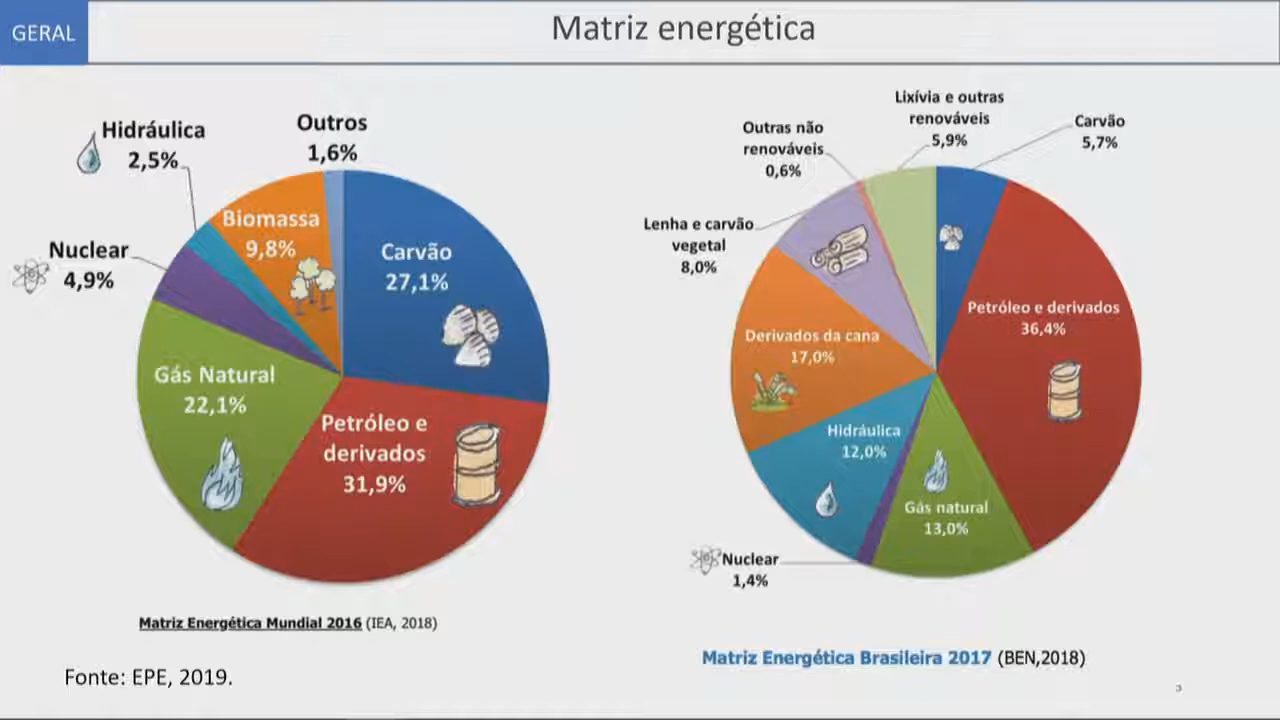 GERAL
Matriz energética
Hidráulica
2,5%
Outros
1,6%
Nuclear
4,9%
Biomassa
9,8%
Carvão
27,1%
Gás Natural
22,1%
Petróleo e
derivados
31,9%
Matriz Energética Mundial 2016 (IEA, 2018)
Fonte: EPE, 2019.
Lixívia e outras
renováveis
5,9%
Carvão
5,7%
Outras não
renováveis
0,6%
Lenha e carvão
vegetal
8,0%
Petróleo e derivados
36,4%
Derivados da cana
17,0%
Hidráulica
12,0%
Gás natural
13,0%
Nuclear
1,4%
Matriz Energética Brasileira 2017 (BEN,2018)
3